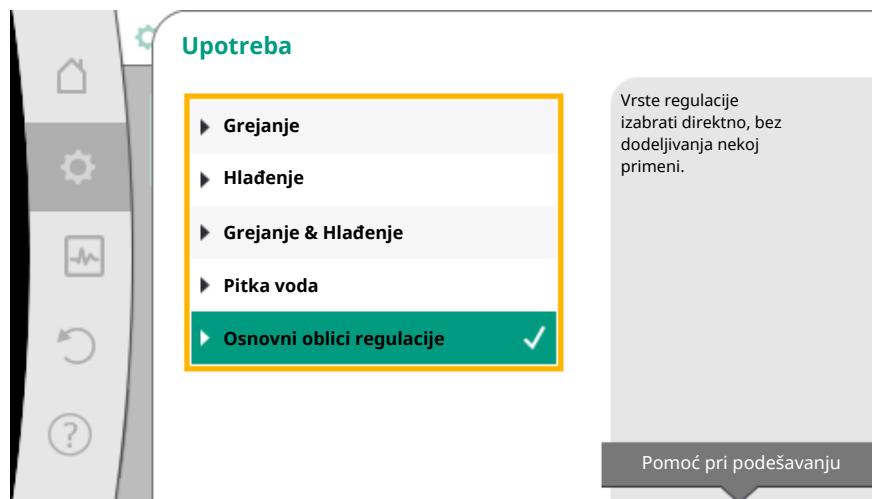 Upotreba
Grejanje
Hlađenje
Grejanje & Hlađenje
Pitka voda
Osnovni oblici regulacije
Vrste regulacije
izabrati direktno, bez
dodeljivanja nekoj
primeni.
Pomoć pri podešavanju